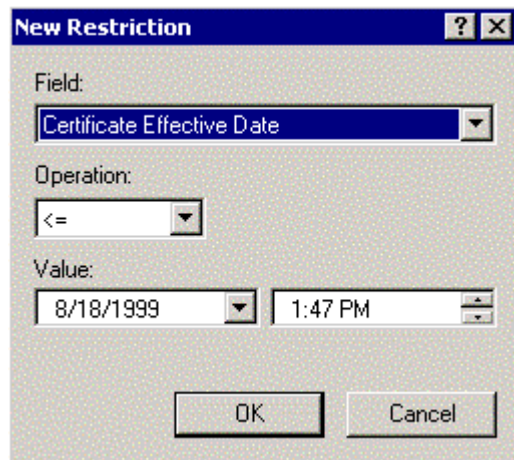 New Restriction
Field:
Certificate Effective Date
Operation:
<=
Value:
8/18/1999 1:47 PM
OK Cancel